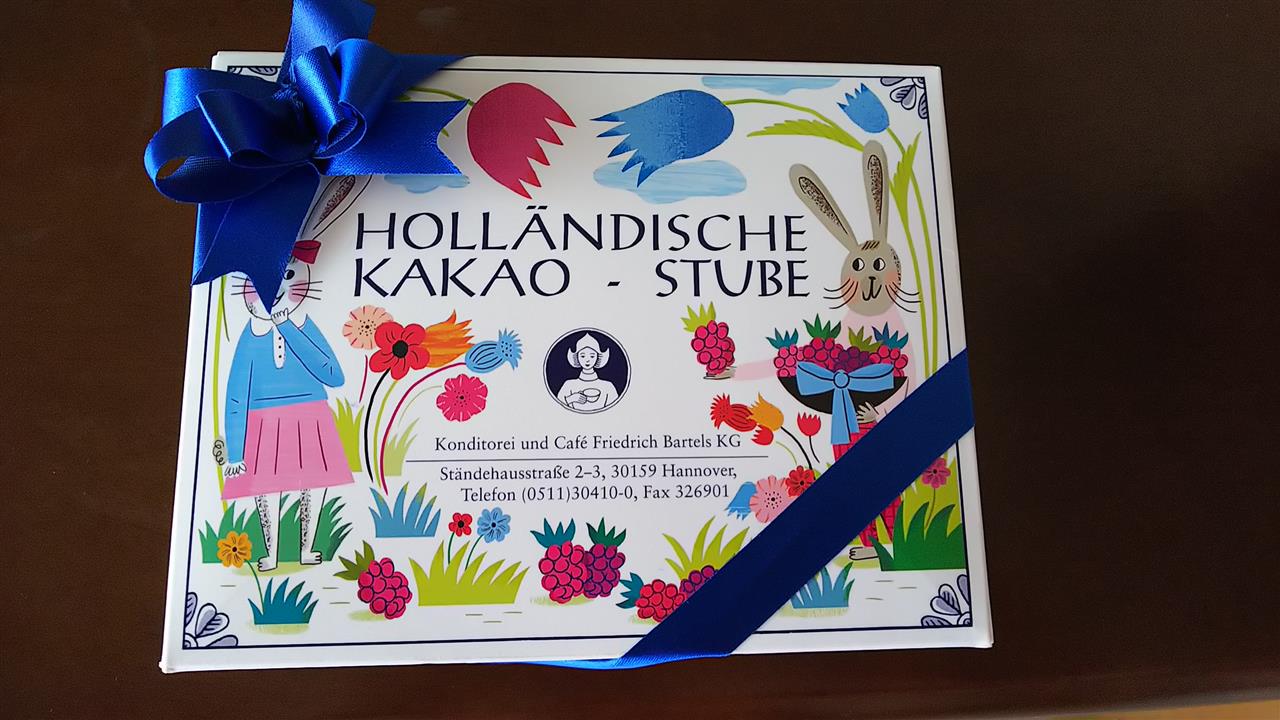 HOLLÄNDISCHE
KAKAO - STUBE
Konditorei und Café Friedrich Bartels KG
Ständehausstraße 2–3, 30159 Hannover,
Telefon (0511)30410-0, Fax 326901